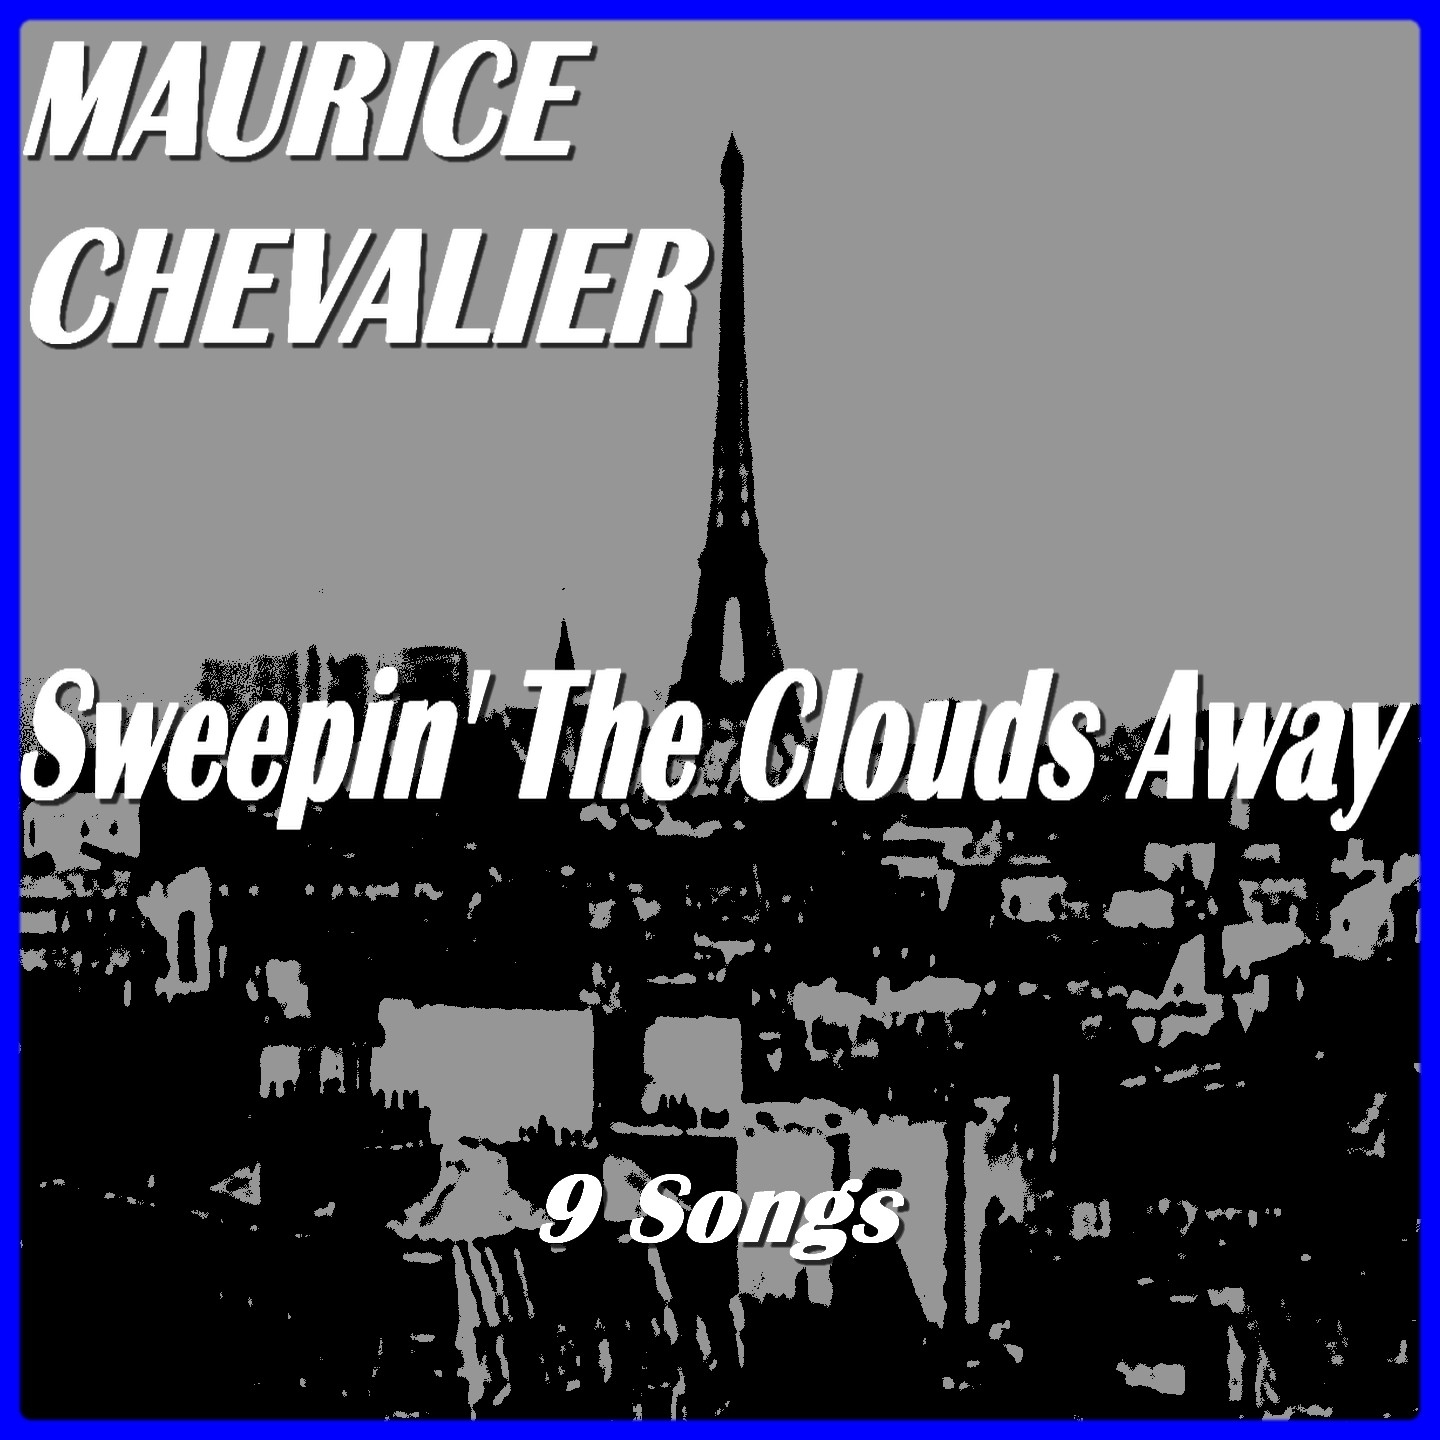 MAURICE
CHEVALIER
Sweepin' The Clouds Away
9 Songs